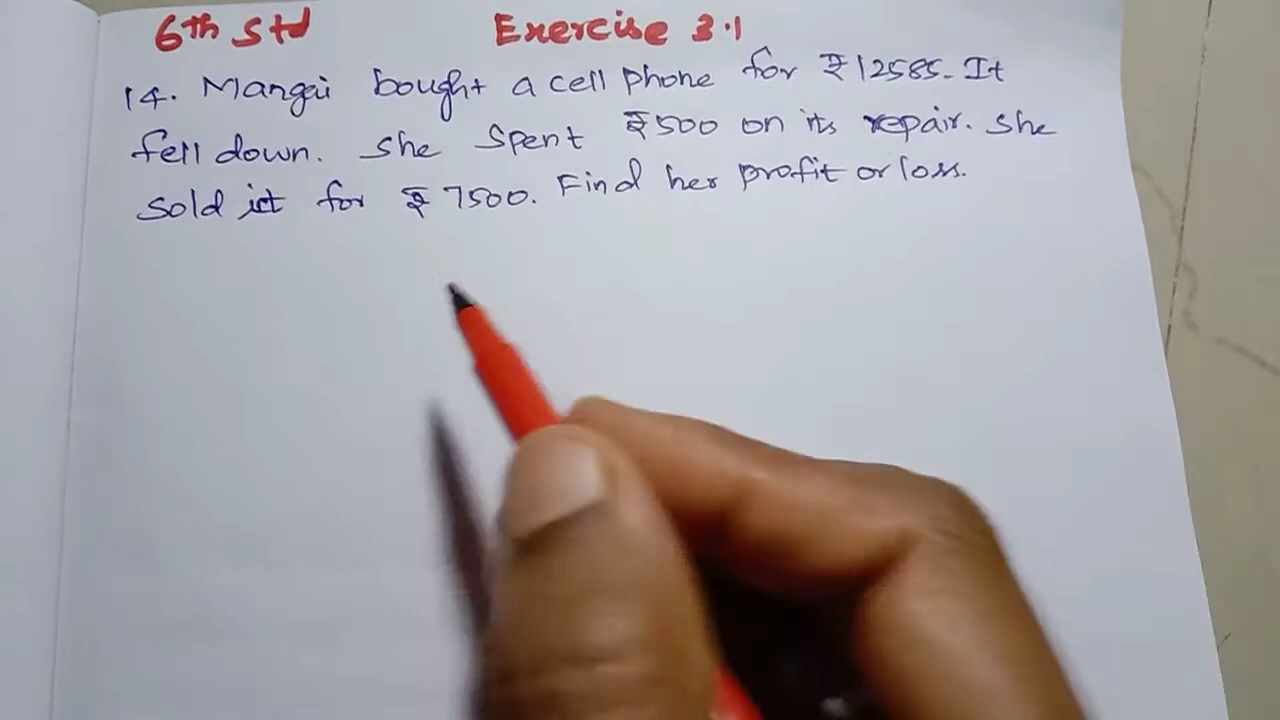 6th Std Exercise 3.1
14. Mangai bought a cell phone for ₹12585. It
fell down. She spent ₹500 on its repair. She
sold it for ₹7500. Find her profit or loss.